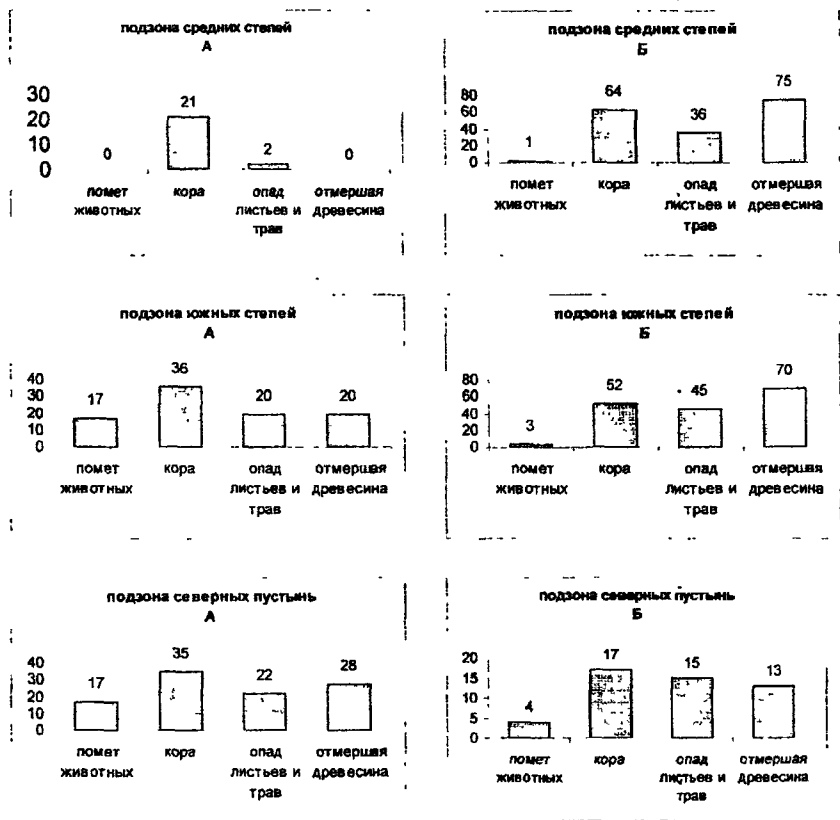 подзона средних степей
А
30
20
10
0
0
21
2
0
помет животных
кора
опад листьев и трав
отмершая древесина
подзона средних степей
Б
80
60
40
20
0
1
64
36
75
помет животных
кора
опад листьев и трав
отмершая древесина
подзона южных степей
А
40
30
20
10
0
17
36
20
20
помет животных
кора
опад листьев и трав
отмершая древесина
подзона южных степей
Б
80
60
40
20
0
3
52
45
70
помет животных
кора
опад листьев и трав
отмершая древесина
подзона северных пустынь
А
40
30
20
10
0
17
35
22
28
помет животных
кора
опад листьев и трав
отмершая древесина
подзона северных пустынь
Б
20
15
10
5
0
4
17
15
13
помет животных
кора
опад листьев и трав
отмершая древесина